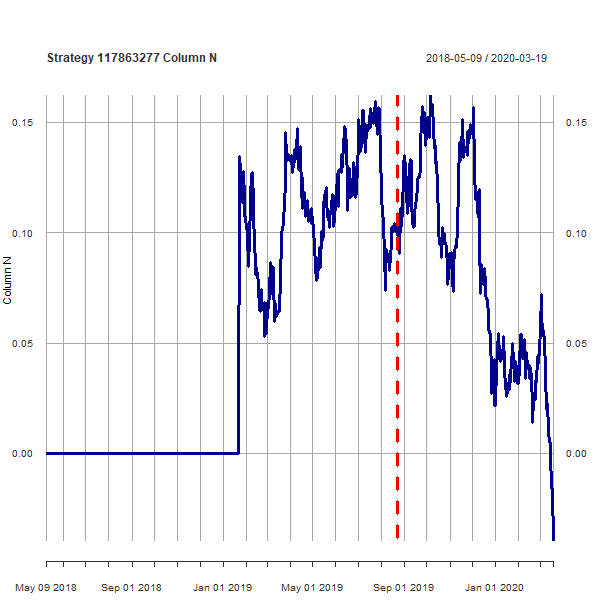 Strategy 117863277 Column N
2018-05-09 / 2020-03-19
0.15
0.15
0.10
0.10
Column N
0.05
0.05
0.00
0.00
May 09 2018
Sep 01 2018
Jan 01 2019
May 01 2019
Sep 01 2019
Jan 01 2020